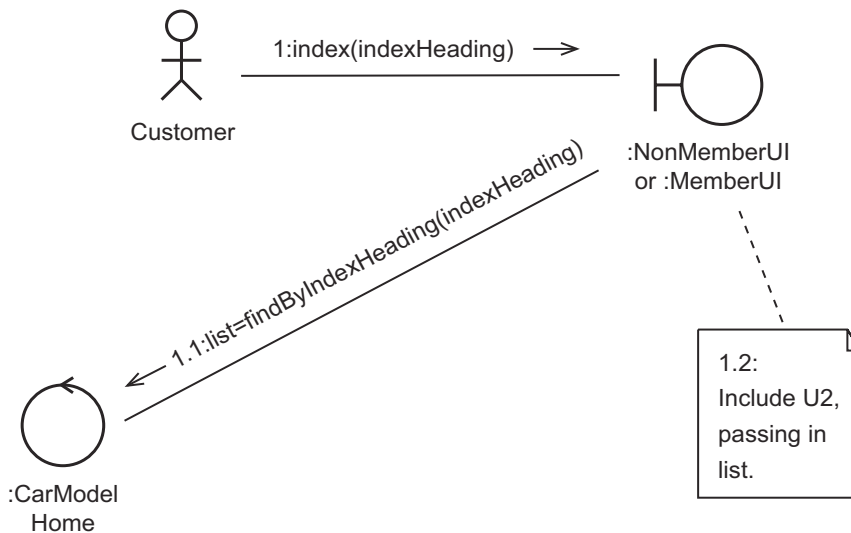 1:index(indexHeading)
Customer
:NonMemberUI
or :MemberUI
1.1:list=findByIndexHeading(indexHeading)
1.2:
Include U2,
passing in
list.
:CarModel
Home